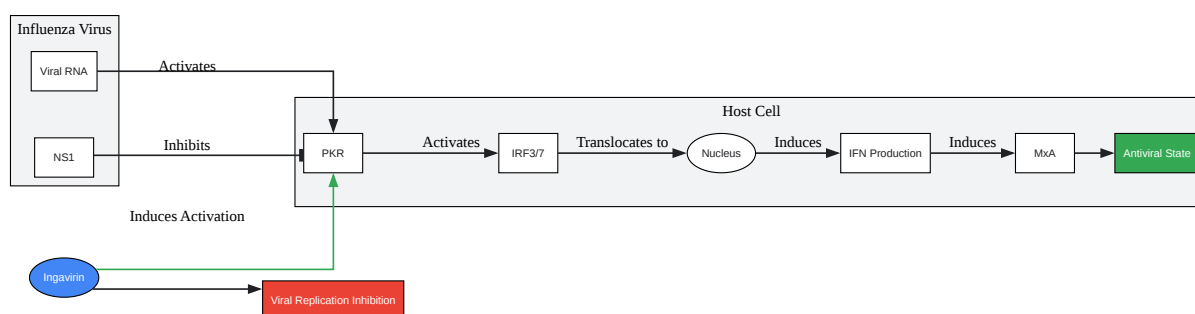 Influenza Virus
Viral RNA
Activates
Host Cell
NS1
Inhibits
PKR
Activates
IRF3/7
Translocates to
Nucleus
Induces
IFN Production
Induces
MxA
Antiviral State
Induces Activation
Ingavirin
Viral Replication Inhibition